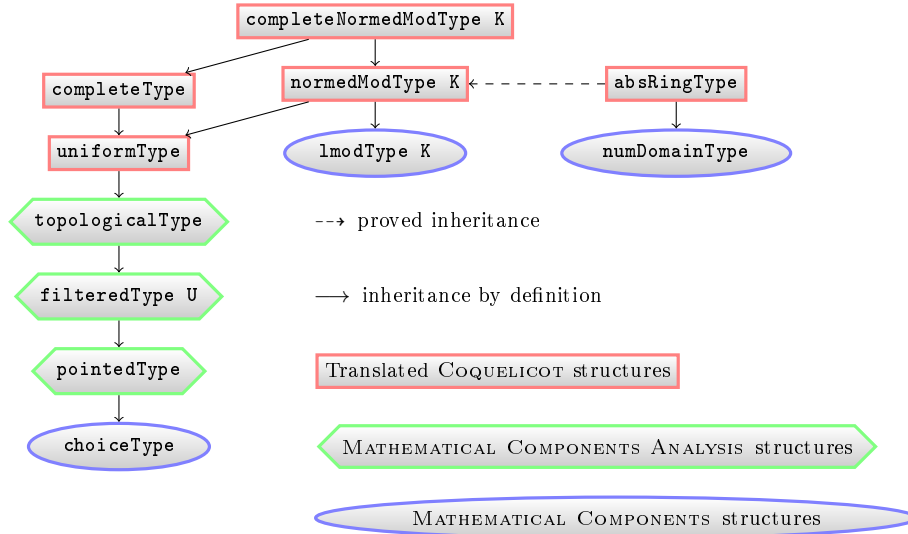 completeNormedModType K
completeType
normedModType K
absRingType
uniformType
lmodType K
numDomainType
topologicalType
proved inheritance
filteredType U
inheritance by definition
pointedType
Translated COQUELICOT structures
choiceType
MATHEMATICAL COMPONENTS ANALYSIS structures
MATHEMATICAL COMPONENTS structures